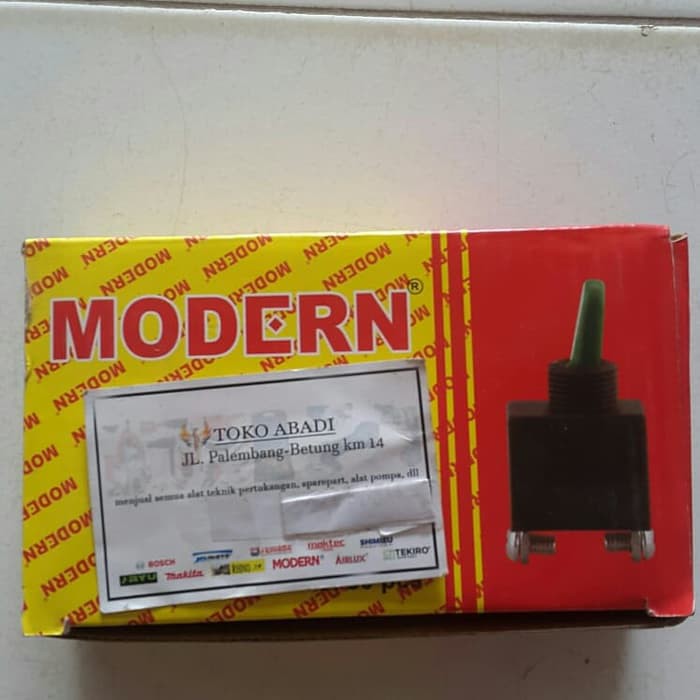 MODERN®
TOKO ABADI
JL. Palembang-Betung km 14
menjual semua alat teknik pertukangan, sparepart, alat pompa, dll
BOSCH
maktec
SHIMIZU
Makita
MODERN®
AIRLUX
TEKIRO